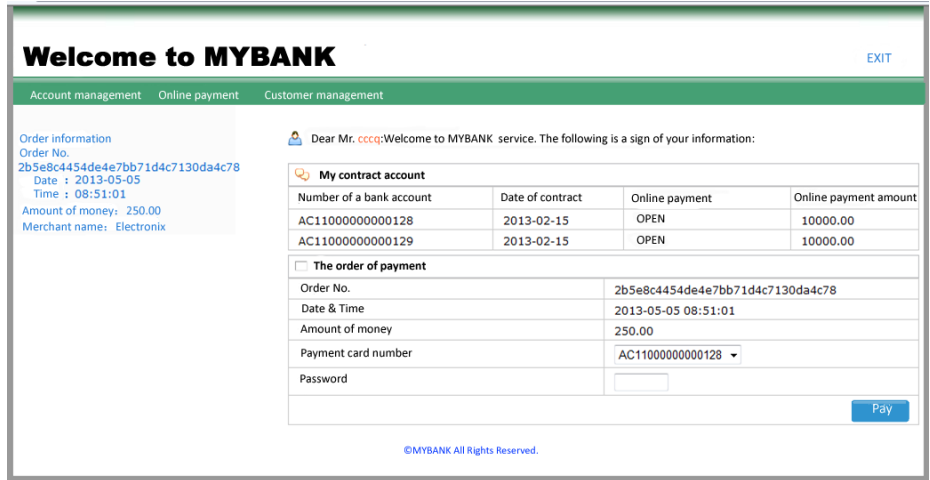 Welcome to MYBANK
EXIT
Account management Online payment Customer management
Order information
Order No.
2b5e8c4454de4e7bb71d4c7130da4c78
Date : 2013-05-05
Time : 08:51:01
Amount of money: 250.00
Merchant name: Electronix
Dear Mr. cccq:Welcome to MYBANK service. The following is a sign of your information:
My contract account
Number of a bank account Date of contract Online payment Online payment amount
AC11000000000128 2013-02-15 OPEN 10000.00
AC11000000000129 2013-02-15 OPEN 10000.00
The order of payment
Order No. 2b5e8c4454de4e7bb71d4c7130da4c78
Date & Time 2013-05-05 08:51:01
Amount of money 250.00
Payment card number AC11000000000128
Password
Pay
©MYBANK All Rights Reserved.